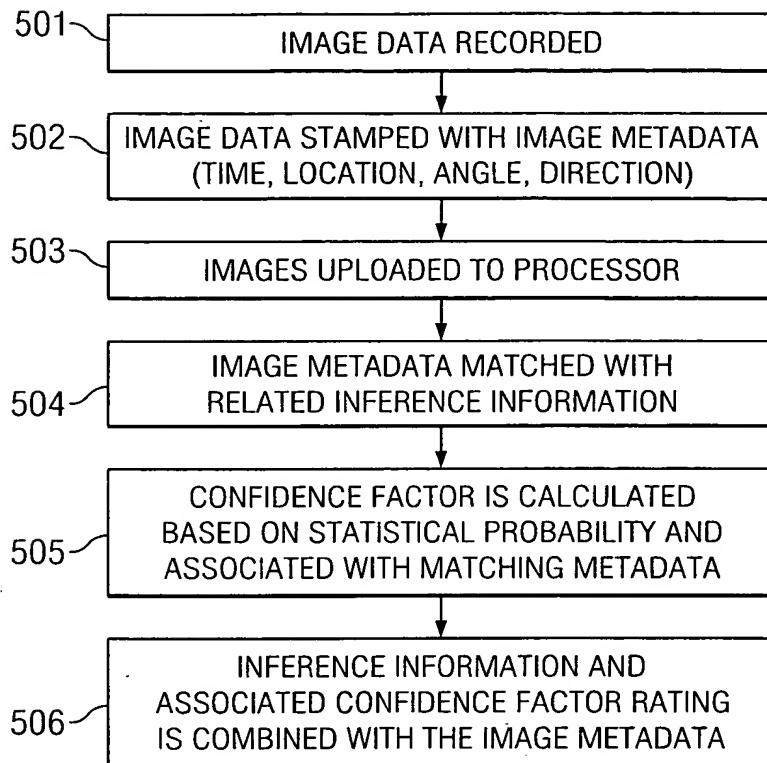 501
IMAGE DATA RECORDED
502
IMAGE DATA STAMPED WITH IMAGE METADATA
(TIME, LOCATION, ANGLE, DIRECTION)
503
IMAGES UPLOADED TO PROCESSOR
504
IMAGE METADATA MATCHED WITH
RELATED INFERENCE INFORMATION
505
CONFIDENCE FACTOR IS CALCULATED
BASED ON STATISTICAL PROBABILITY AND
ASSOCIATED WITH MATCHING METADATA
506
INFERENCE INFORMATION AND
ASSOCIATED CONFIDENCE FACTOR RATING
IS COMBINED WITH THE IMAGE METADATA